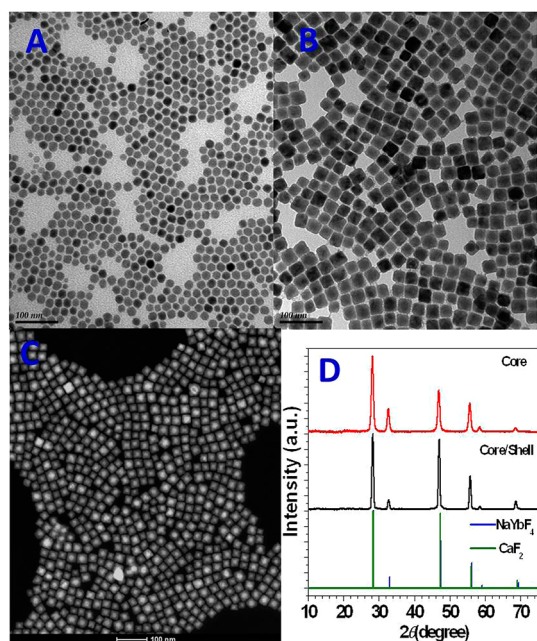 A
B
100 nm
100 nm
C
D
Core
Core/Shell
NaYbF₄
CaF₂
Intensity (a.u.)
10 20 30 40 50 60 70
2θ(degree)
100 nm